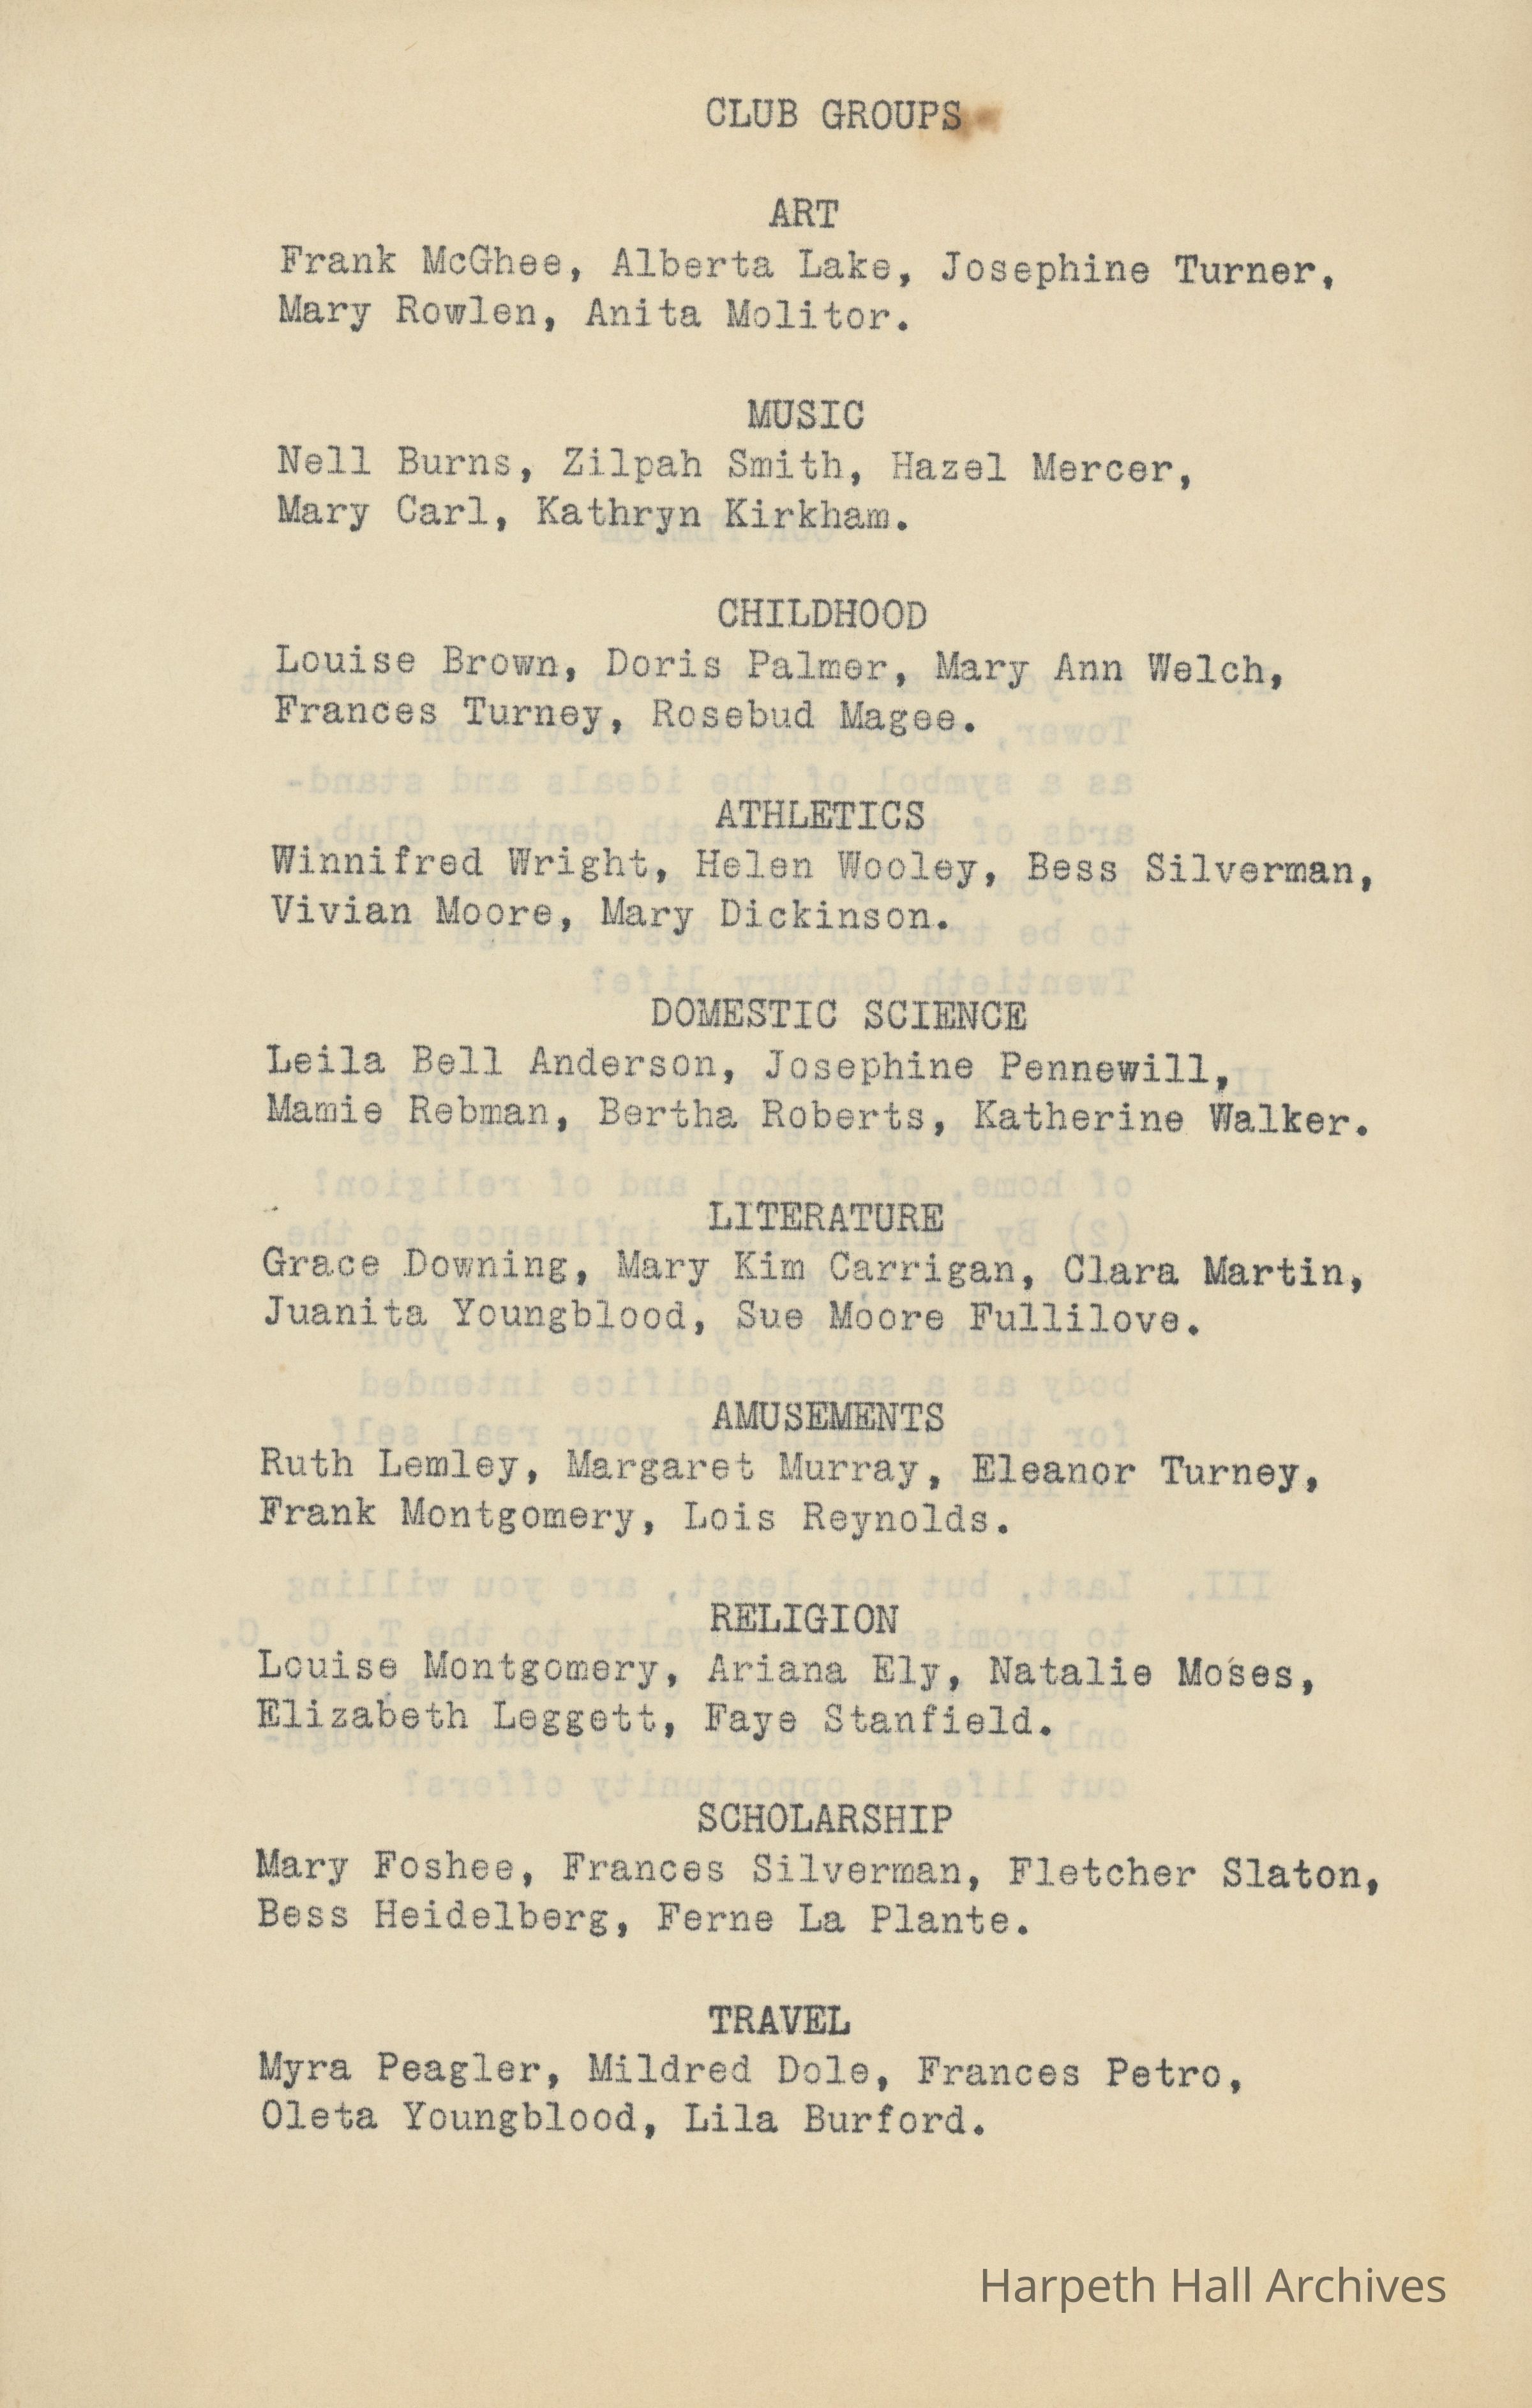 CLUB GROUPS
ART
Frank McGhee, Alberta Lake, Josephine Turner,
Mary Rowlen, Anita Molitor.
MUSIC
Nell Burns, Zilpah Smith, Hazel Mercer,
Mary Carl, Kathryn Kirkham.
CHILDHOOD
Louise Brown, Doris Palmer, Mary Ann Welch,
Frances Turney, Rosebud Magee.
ATHLETICS
Winnifred Wright, Helen Wooley, Bess Silverman,
Vivian Moore, Mary Dickinson.
DOMESTIC SCIENCE
Leila Bell Anderson, Josephine Pennewill,
Mamie Rebman, Bertha Roberts, Katherine Walker.
LITERATURE
Grace Downing, Mary Kim Carrigan, Clara Martin,
Juanita Youngblood, Sue Moore Fullilove.
AMUSEMENTS
Ruth Lemley, Margaret Murray, Eleanor Turney,
Frank Montgomery, Lois Reynolds.
RELIGION
Louise Montgomery, Ariana Ely, Natalie Moses,
Elizabeth Leggett, Faye Stanfield.
SCHOLARSHIP
Mary Foshee, Frances Silverman, Fletcher Slaton,
Bess Heidelberg, Ferne La Plante.
TRAVEL
Myra Peagler, Mildred Dole, Frances Petro,
Oleta Youngblood, Lila Burford.
Harpeth Hall Archives